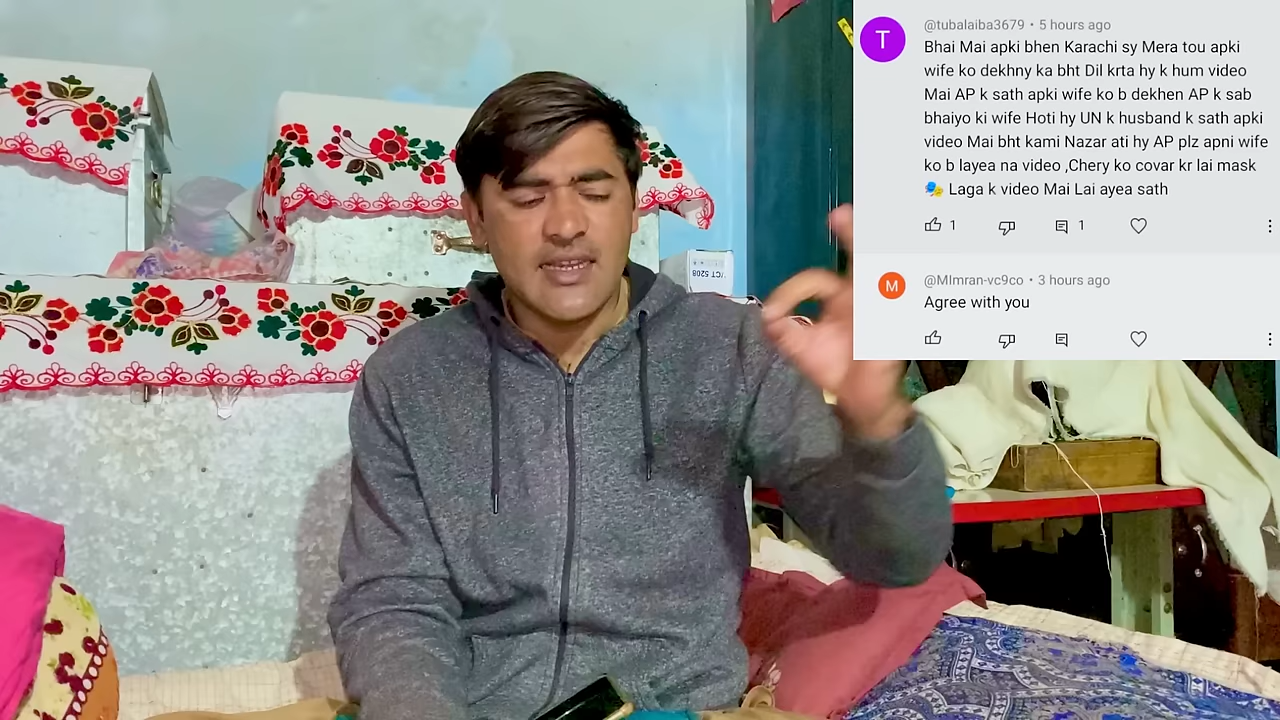 @tubalaiba3679 • 5 hours ago
T
Bhai Mai apki bhen Karachi sy Mera tou apki
wife ko dekhny ka bht Dil krta hy k hum video
Mai AP k sath apki wife ko b dekhen AP k sab
bhaiyo ki wife Hoti hy UN k husband k sath apki
video Mai bht kami Nazar ati hy AP plz apni wife
ko b layea na video ,Chery ko covar kr lai mask
🎭 Laga k video Mai Lai ayea sath
1 1
@MImran-vc9co • 3 hours ago
M
Agree with you
CT 5208